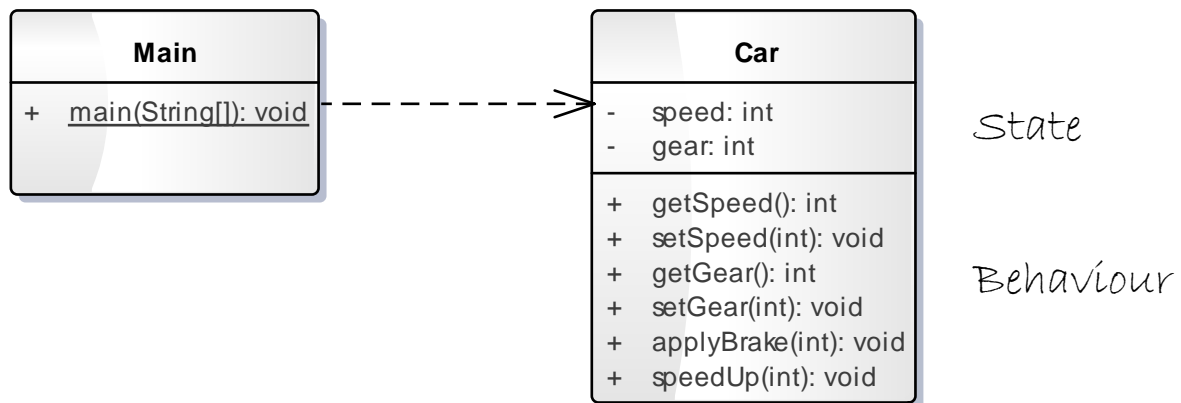 Main
+ main(String[]): void
Car
- speed: int
- gear: int
+ getSpeed(): int
+ setSpeed(int): void
+ getGear(): int
+ setGear(int): void
+ applyBrake(int): void
+ speedUp(int): void
State
Behaviour